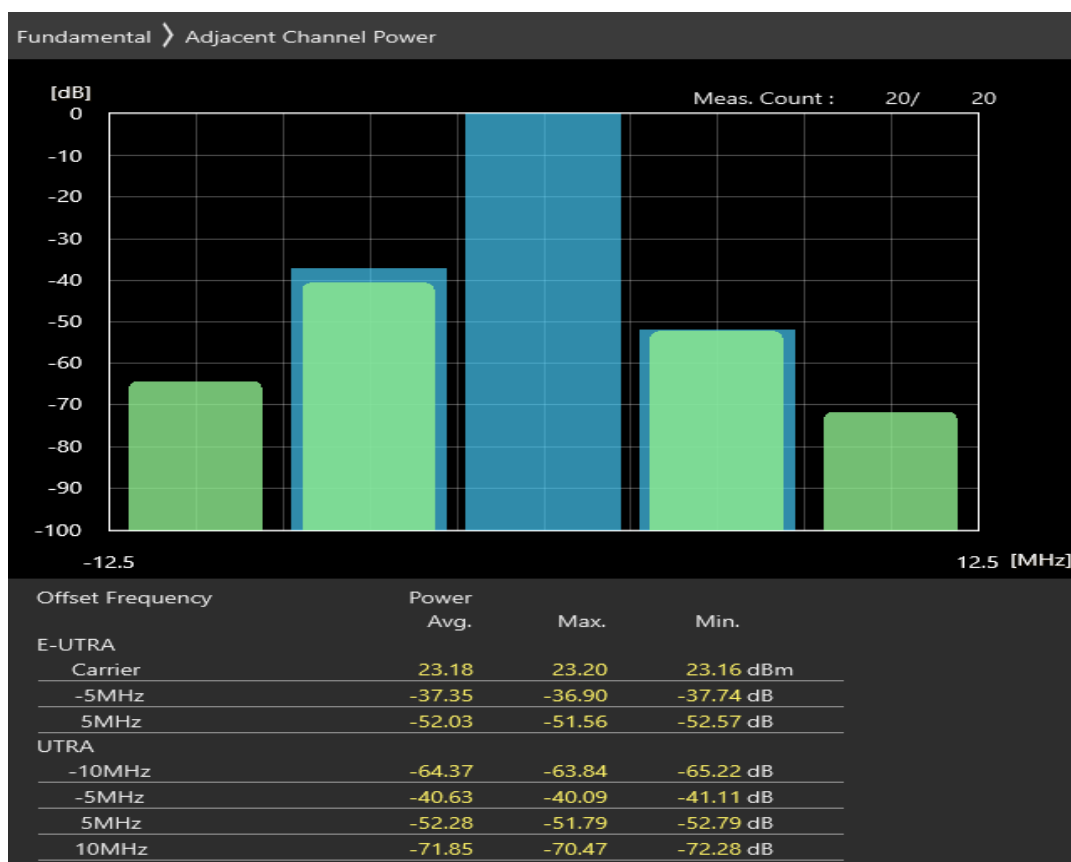 Fundamental ❯ Adjacent Channel Power
[dB]
Meas. Count : 20/ 20
0
-10
-20
-30
-40
-50
-60
-70
-80
-90
-100
-12.5 12.5 [MHz]
Offset Frequency Power
Avg. Max. Min.
E-UTRA
Carrier 23.18 23.20 23.16 dBm
-5MHz -37.35 -36.90 -37.74 dB
5MHz -52.03 -51.56 -52.57 dB
UTRA
-10MHz -64.37 -63.84 -65.22 dB
-5MHz -40.63 -40.09 -41.11 dB
5MHz -52.28 -51.79 -52.79 dB
10MHz -71.85 -70.47 -72.28 dB